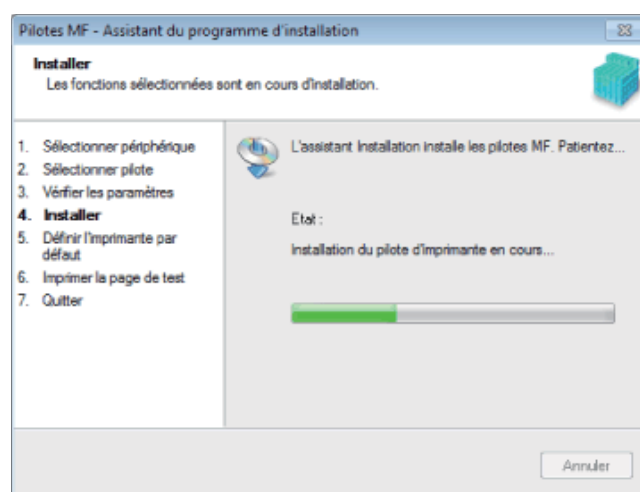 Pilotes MF - Assistant du programme d'installation
Installer
Les fonctions sélectionnées sont en cours d'installation.
1. Sélectionner périphérique
2. Sélectionner pilote
3. Vérifier les paramètres
4. Installer
5. Définir l'imprimante par
défaut
6. Imprimer la page de test
7. Quitter
L'assistant Installation installe les pilotes MF. Patientez...
Etat :
Installation du pilote d'imprimante en cours...
Annuler